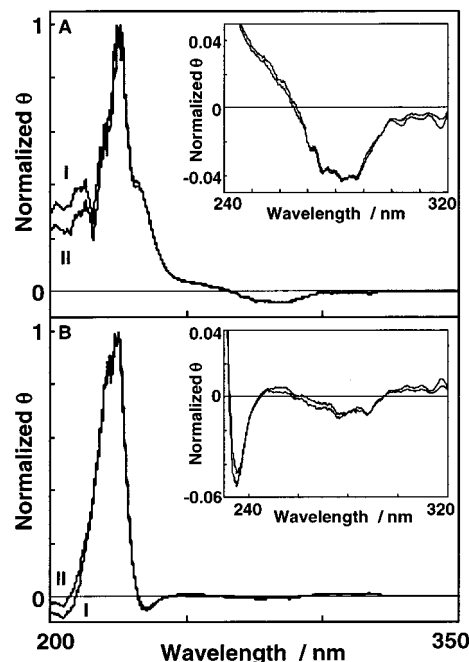 A
1
Normalized θ
I
II
0
0.04
0
-0.04
Normalized θ
240
320
Wavelength / nm
B
1
Normalized θ
II
I
0
0.04
0
-0.06
Normalized θ
240
320
Wavelength / nm
200
350
Wavelength / nm